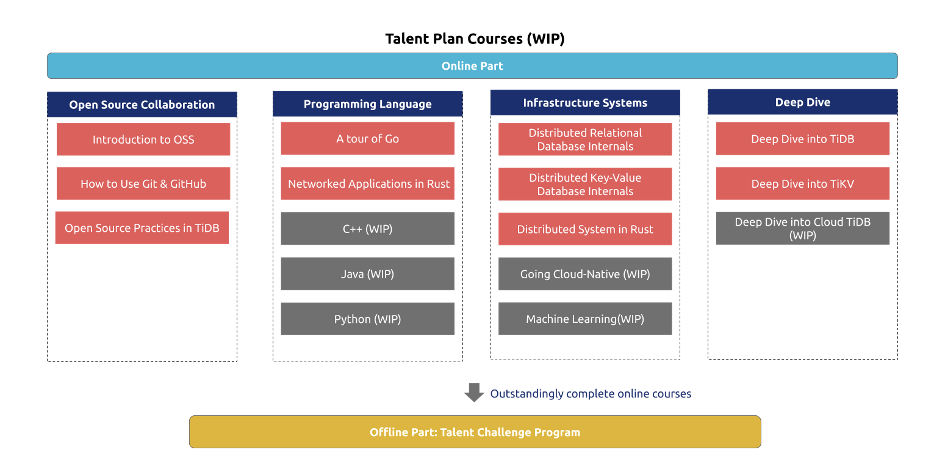 Talent Plan Courses (WIP)
Online Part
Open Source Collaboration
Introduction to OSS
How to Use Git & GitHub
Open Source Practices in TiDB
Programming Language
A tour of Go
Networked Applications in Rust
C++ (WIP)
Java (WIP)
Python (WIP)
Infrastructure Systems
Distributed Relational
Database Internals
Distributed Key-Value
Database Internals
Distributed System in Rust
Going Cloud-Native (WIP)
Machine Learning(WIP)
Deep Dive
Deep Dive into TiDB
Deep Dive into TiKV
Deep Dive into Cloud TiDB
(WIP)
Outstandingly complete online courses
Offline Part: Talent Challenge Program